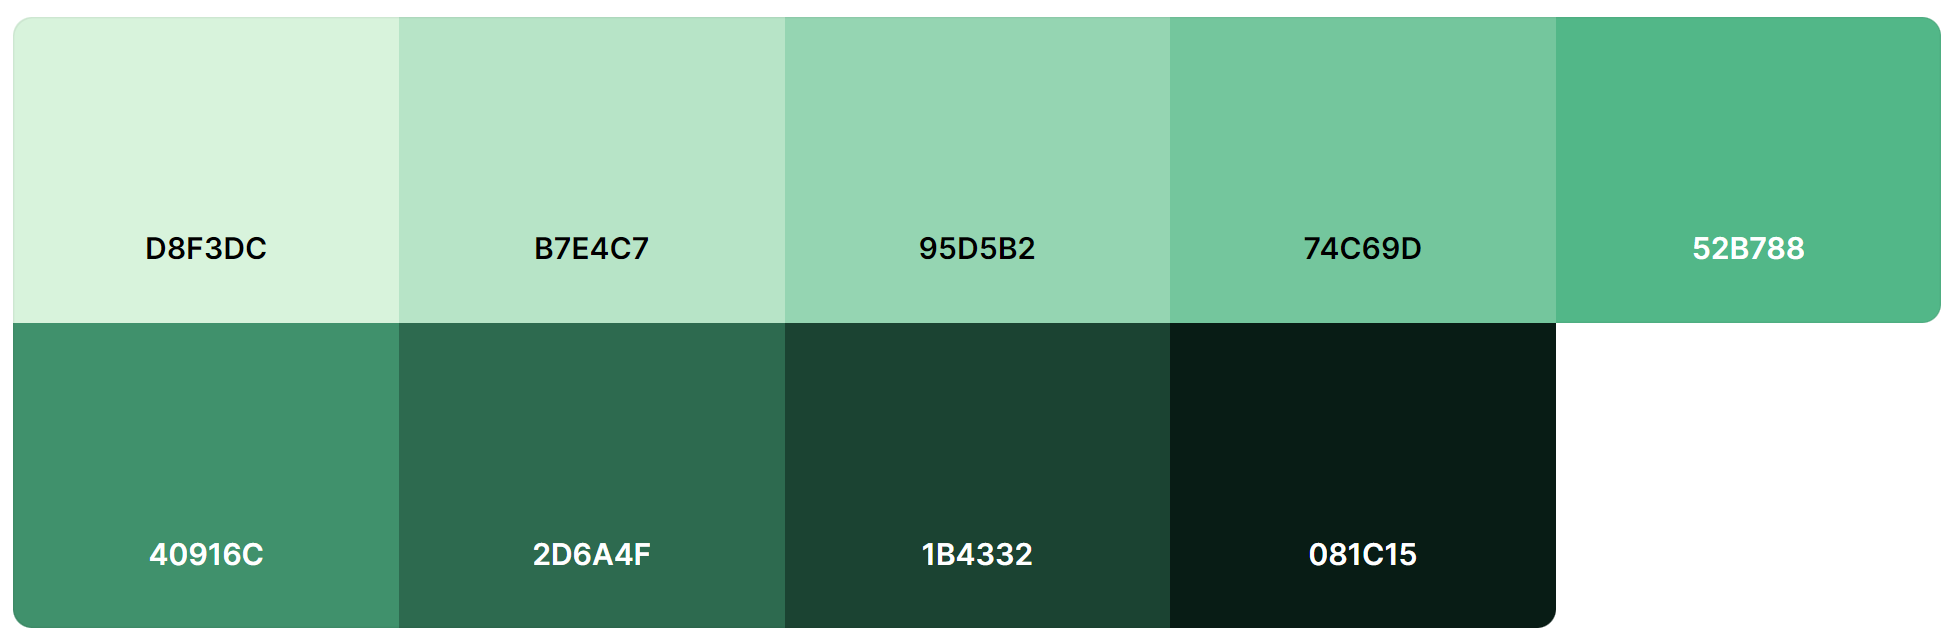 D8F3DC
B7E4C7
95D5B2
74C69D
52B788
40916C
2D6A4F
1B4332
081C15